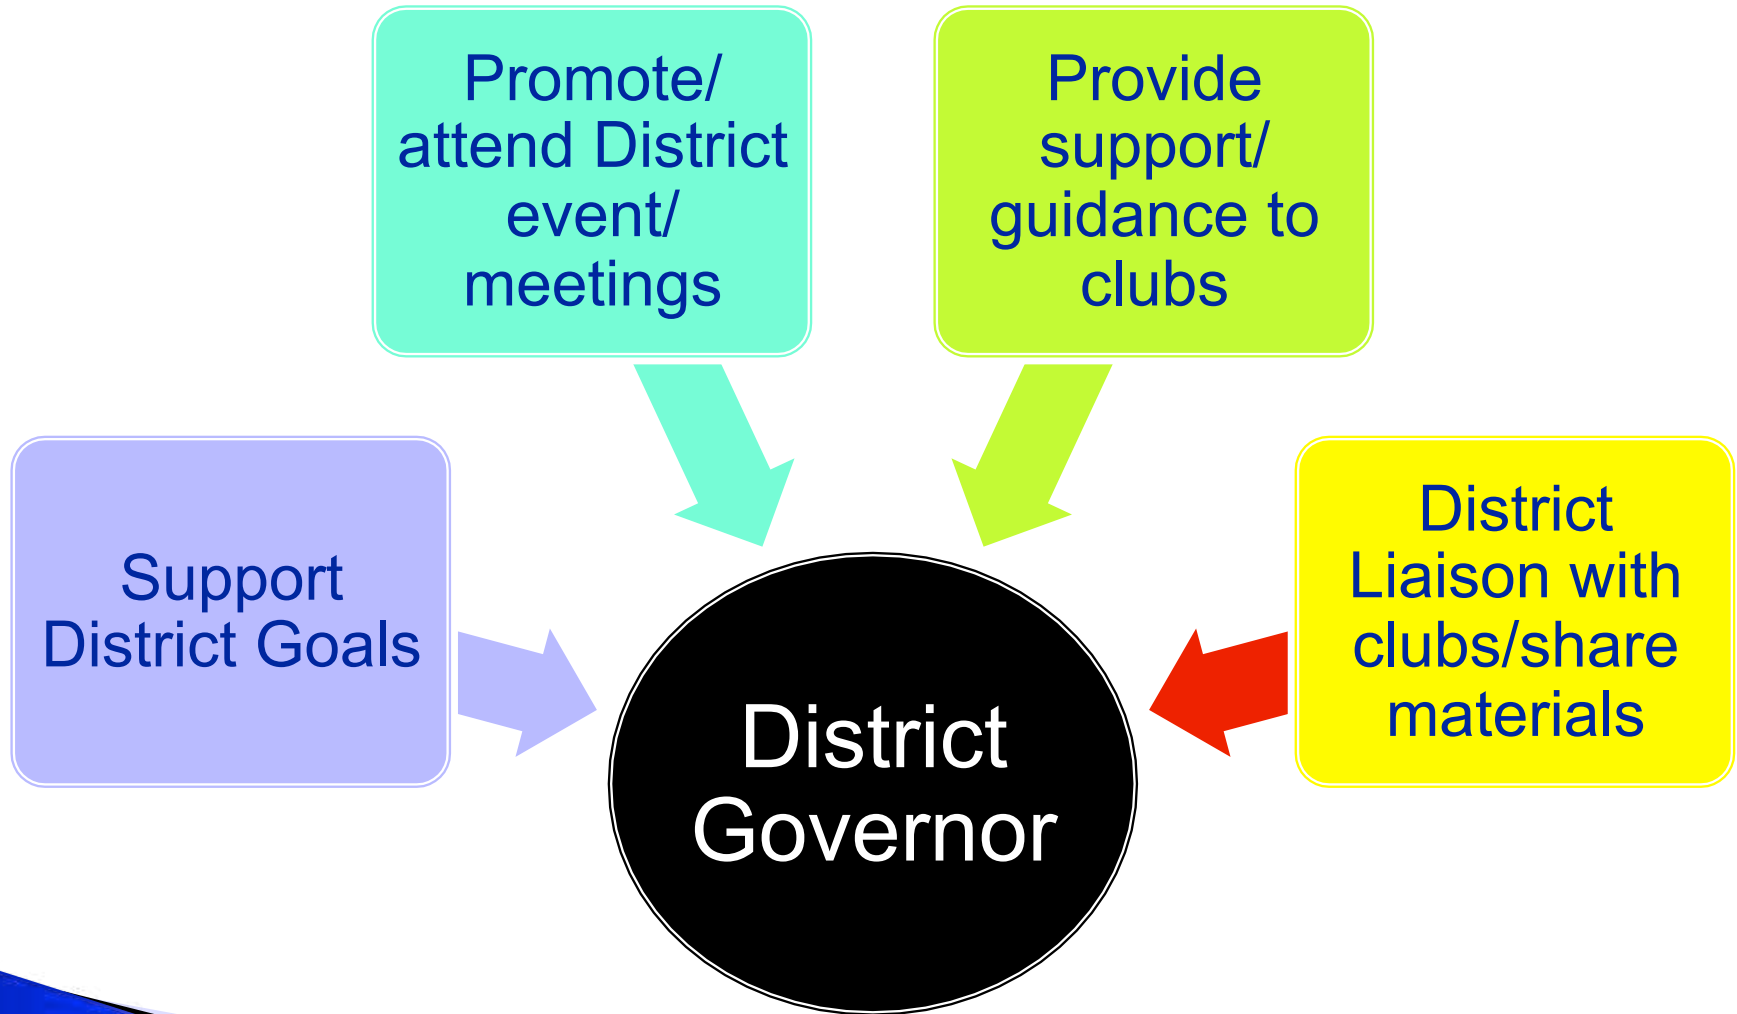 Promote/
attend District
event/
meetings
Provide
support/
guidance to
clubs
Support
District Goals
District
Liaison with
clubs/share
materials
District
Governor